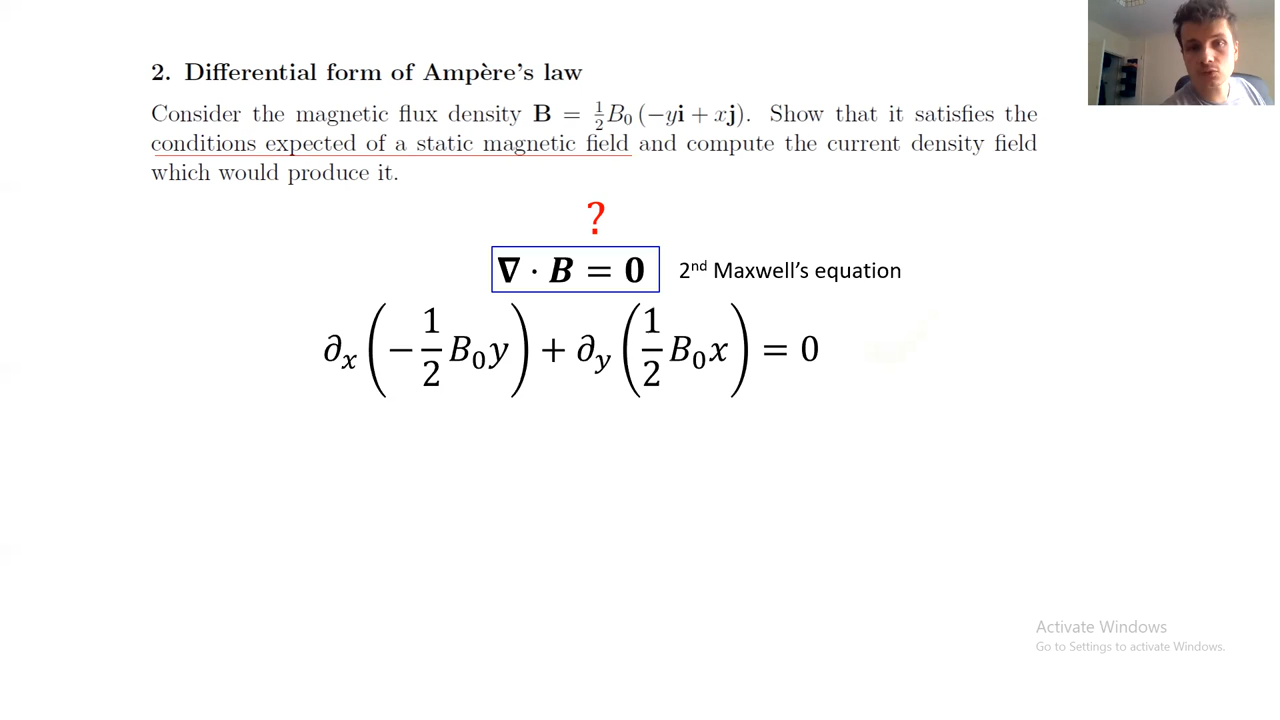 2. Differential form of Ampère's law
Consider the magnetic flux density B = ½B₀ (−yi + xj). Show that it satisfies the
conditions expected of a static magnetic field and compute the current density field
which would produce it.
?
∇ · B = 0 2nd Maxwell's equation
∂ₓ(−½B₀y) + ∂ᵧ(½B₀x) = 0
Activate Windows
Go to Settings to activate Windows.